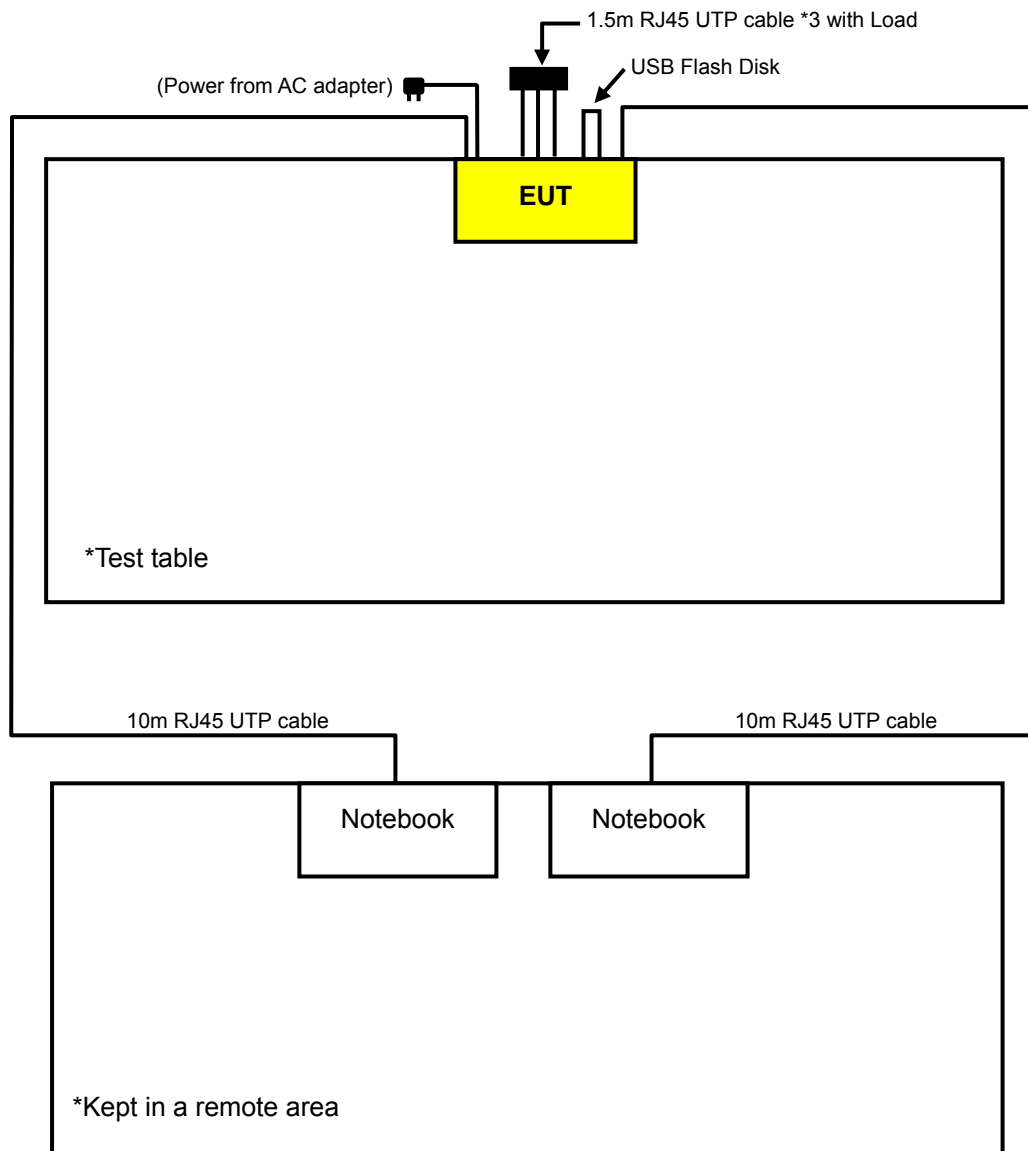 1.5m RJ45 UTP cable *3 with Load
USB Flash Disk
(Power from AC adapter)
EUT
*Test table
10m RJ45 UTP cable
10m RJ45 UTP cable
Notebook
Notebook
*Kept in a remote area